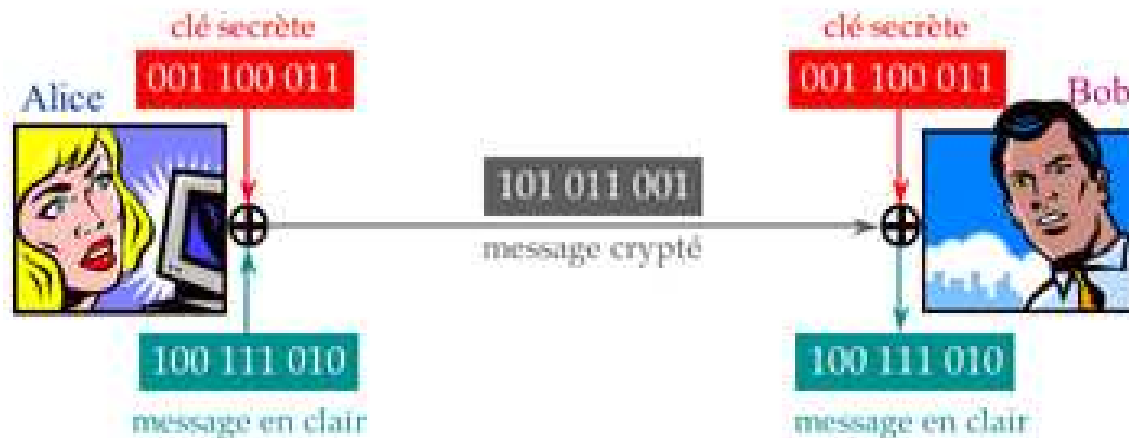 clé secrète
001 100 011
Alice
clé secrète
001 100 011
Bob
101 011 001
message crypté
100 111 010
message en clair
100 111 010
message en clair